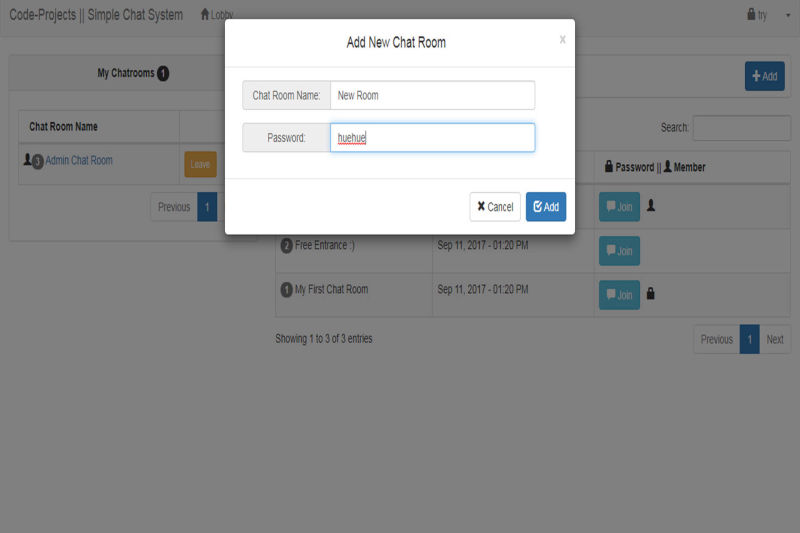 Code-Projects || Simple Chat System Lobby try
Add New Chat Room x
Chat Room Name: New Room
Password: huehue
Cancel Add
My Chatrooms 1
Add
Chat Room Name
Search:
3 Admin Chat Room Leave
Password || Member
Previous 1
Join
2 Free Entrance :) Sep 11, 2017 - 01:20 PM Join
1 My First Chat Room Sep 11, 2017 - 01:20 PM Join
Showing 1 to 3 of 3 entries Previous 1 Next